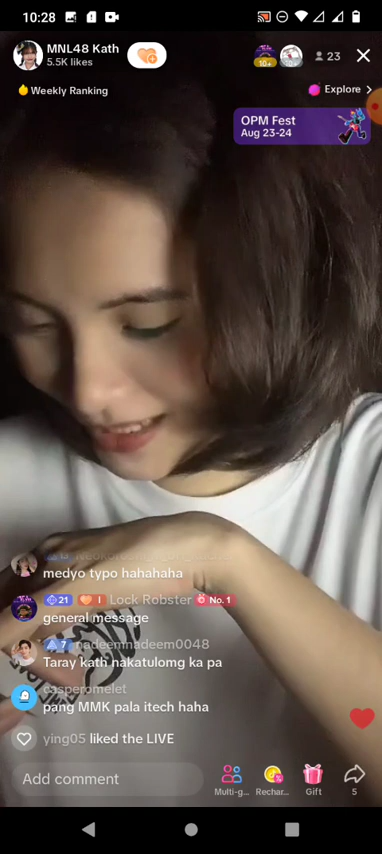 10:28
MNL48 Kath
5.5K likes
10+
23
Weekly Ranking
Explore >
OPM Fest
Aug 23-24
medyo typo hahahaha
21 I Lock Robster No. 1
general message
7 nadeemnadeem0048
Taray kath nakatulomg ka pa
casperomelet
pang MMK pala itech haha
ying05 liked the LIVE
Add comment
Multi-g... Rechar... Gift 5